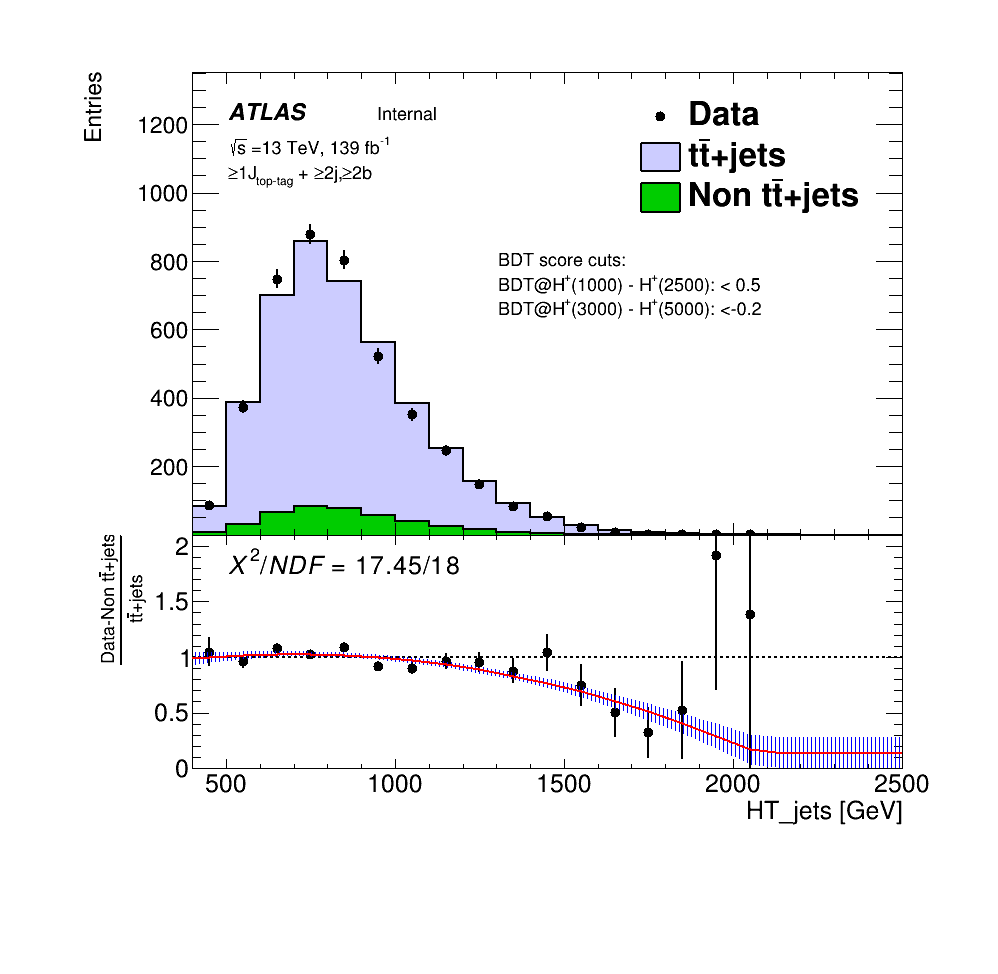 Entries
ATLAS Internal
√s =13 TeV, 139 fb⁻¹
≥1J_top-tag + ≥2j,≥2b
Data
tt̄+jets
Non tt̄+jets
BDT score cuts:
BDT@H⁺(1000) - H⁺(2500): < 0.5
BDT@H⁺(3000) - H⁺(5000): <-0.2
1200
1000
800
600
400
200
Data-Non tt̄+jets
tt̄+jets
X²/NDF = 17.45/18
2
1.5
1
0.5
0
500 1000 1500 2000 2500
HT_jets [GeV]